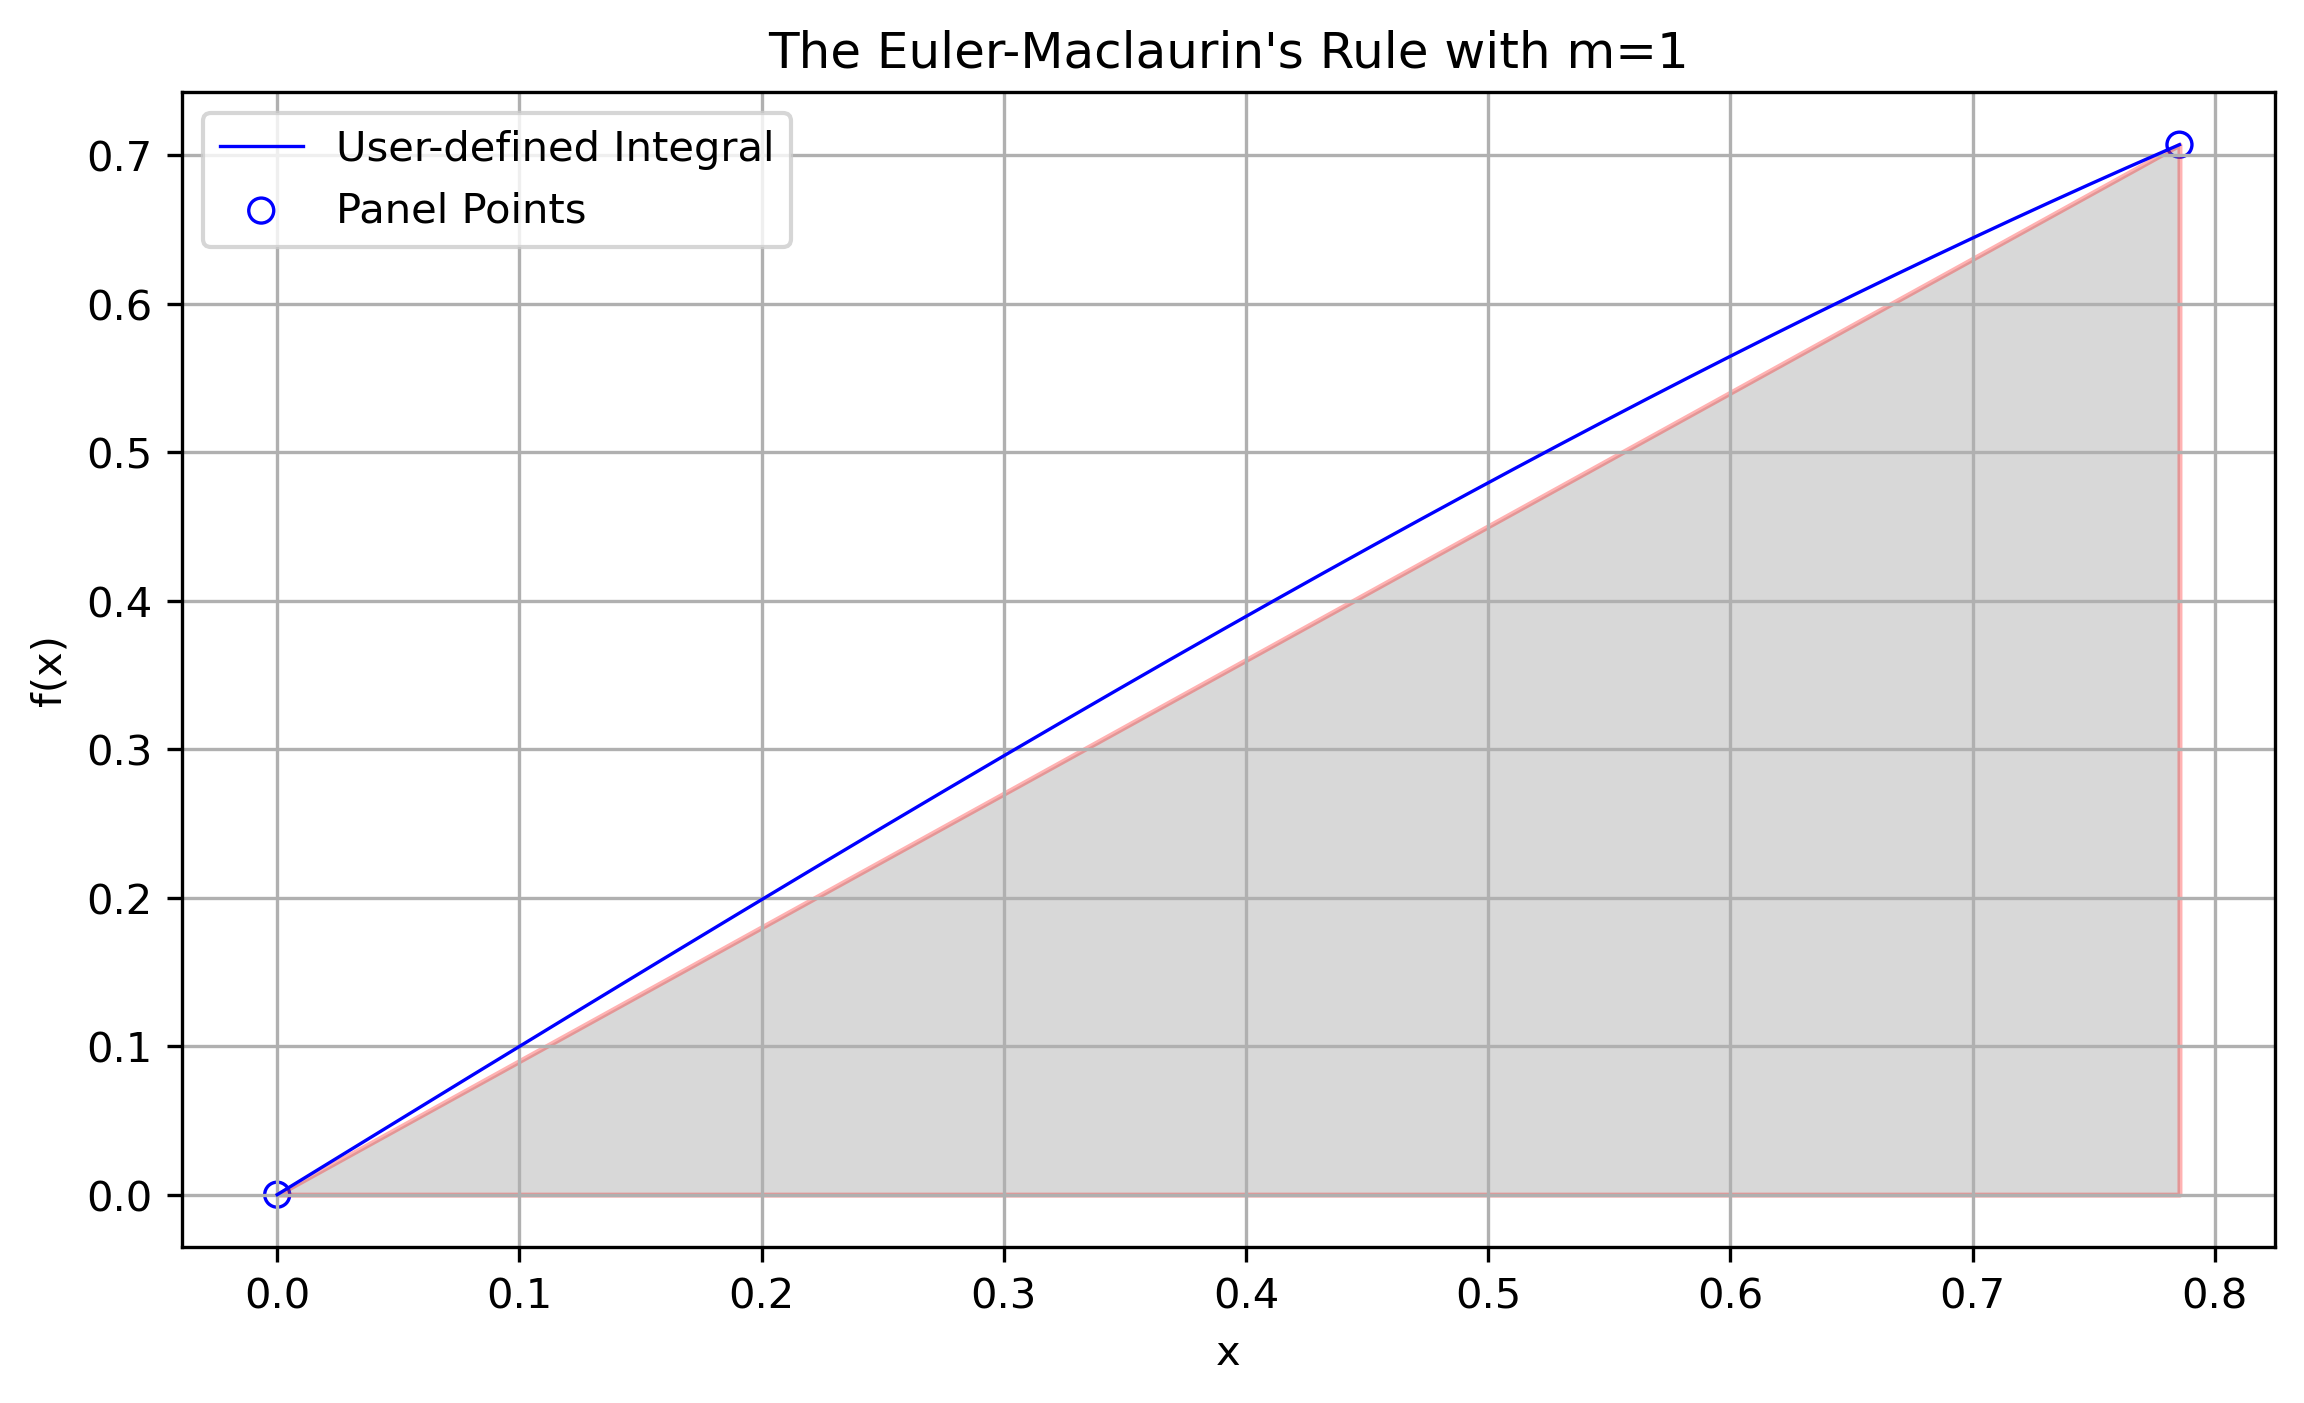 The Euler-Maclaurin's Rule with m=1
User-defined Integral
Panel Points
0.7
0.6
0.5
0.4
0.3
0.2
0.1
0.0
f(x)
0.0 0.1 0.2 0.3 0.4 0.5 0.6 0.7 0.8
x